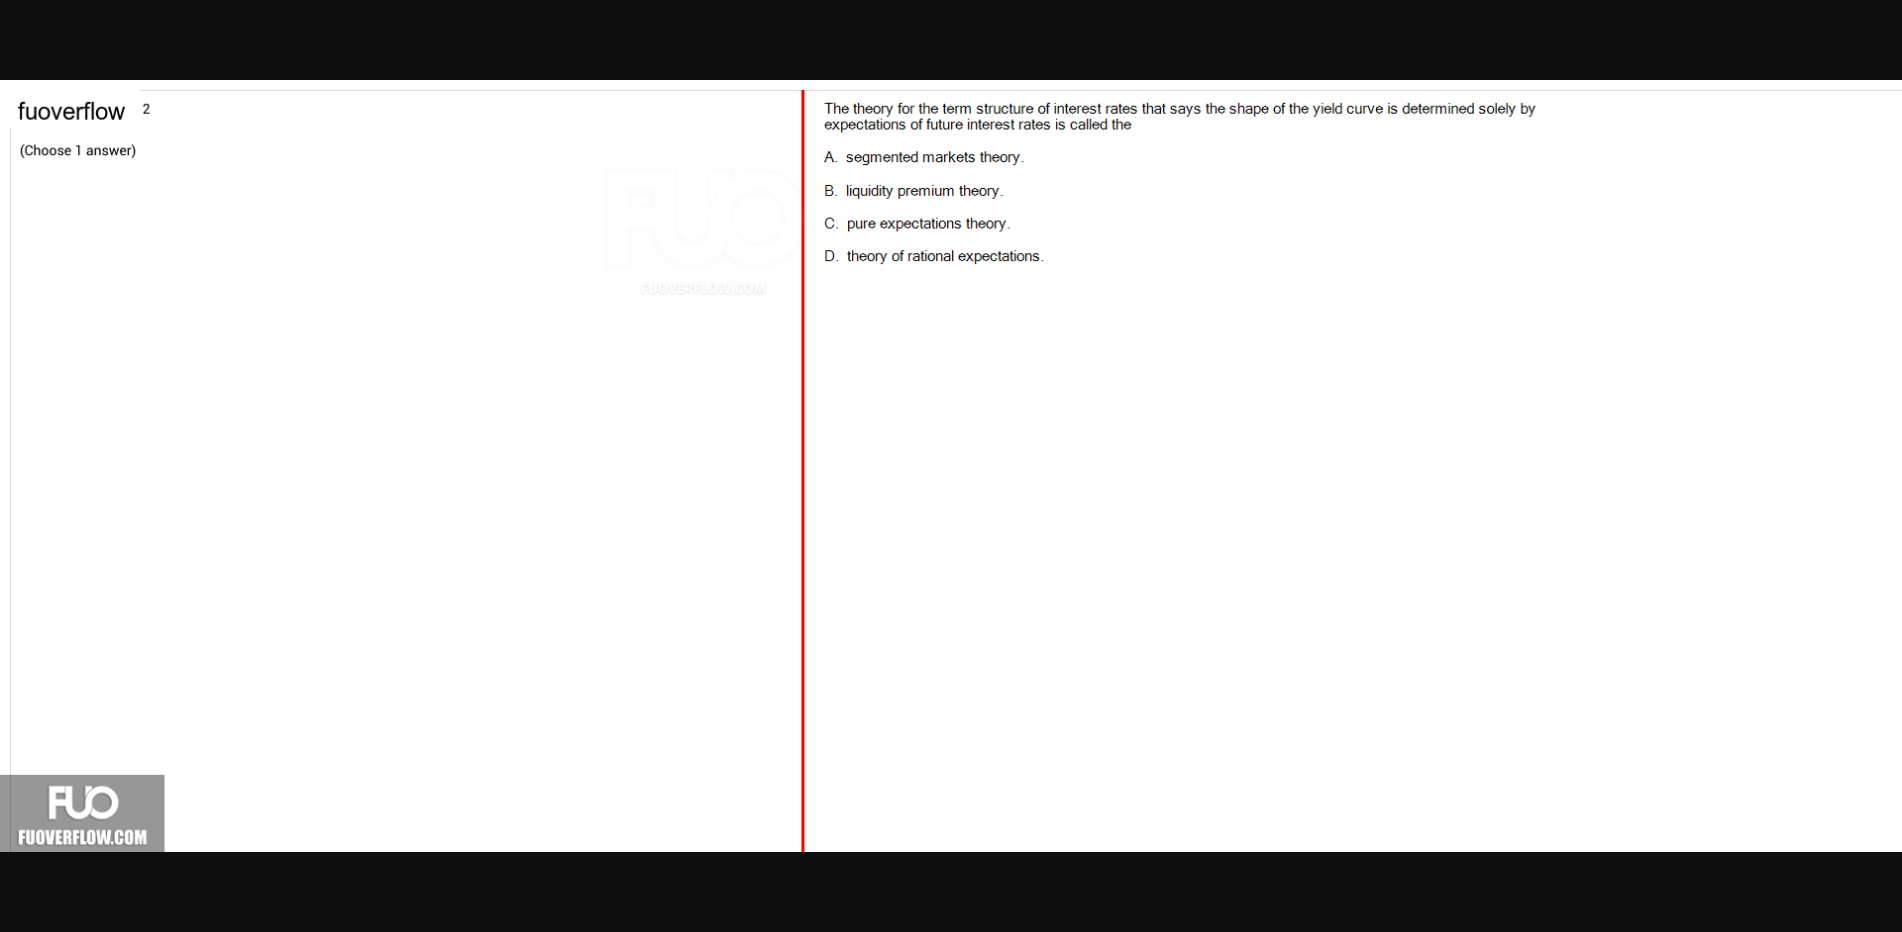 fuoverflow 2
(Choose 1 answer)
The theory for the term structure of interest rates that says the shape of the yield curve is determined solely by
expectations of future interest rates is called the
A. segmented markets theory.
B. liquidity premium theory.
C. pure expectations theory.
D. theory of rational expectations.
FUO
FUOVERFLOW.COM
FUO
FUOVERFLOW.COM